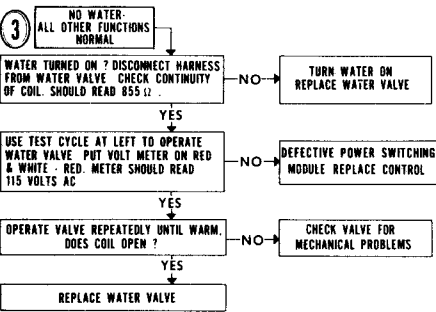 3
NO WATER-
ALL OTHER FUNCTIONS
NORMAL
WATER TURNED ON ? DISCONNECT HARNESS
FROM WATER VALVE CHECK CONTINUITY
OF COIL. SHOULD READ 855 Ω .
NO
TURN WATER ON
REPLACE WATER VALVE
YES
USE TEST CYCLE AT LEFT TO OPERATE
WATER VALVE PUT VOLT METER ON RED
& WHITE - RED. METER SHOULD READ
115 VOLTS AC
NO
DEFECTIVE POWER SWITCHING
MODULE REPLACE CONTROL
YES
OPERATE VALVE REPEATEDLY UNTIL WARM.
DOES COIL OPEN ?
NO
CHECK VALVE FOR
MECHANICAL PROBLEMS
YES
REPLACE WATER VALVE